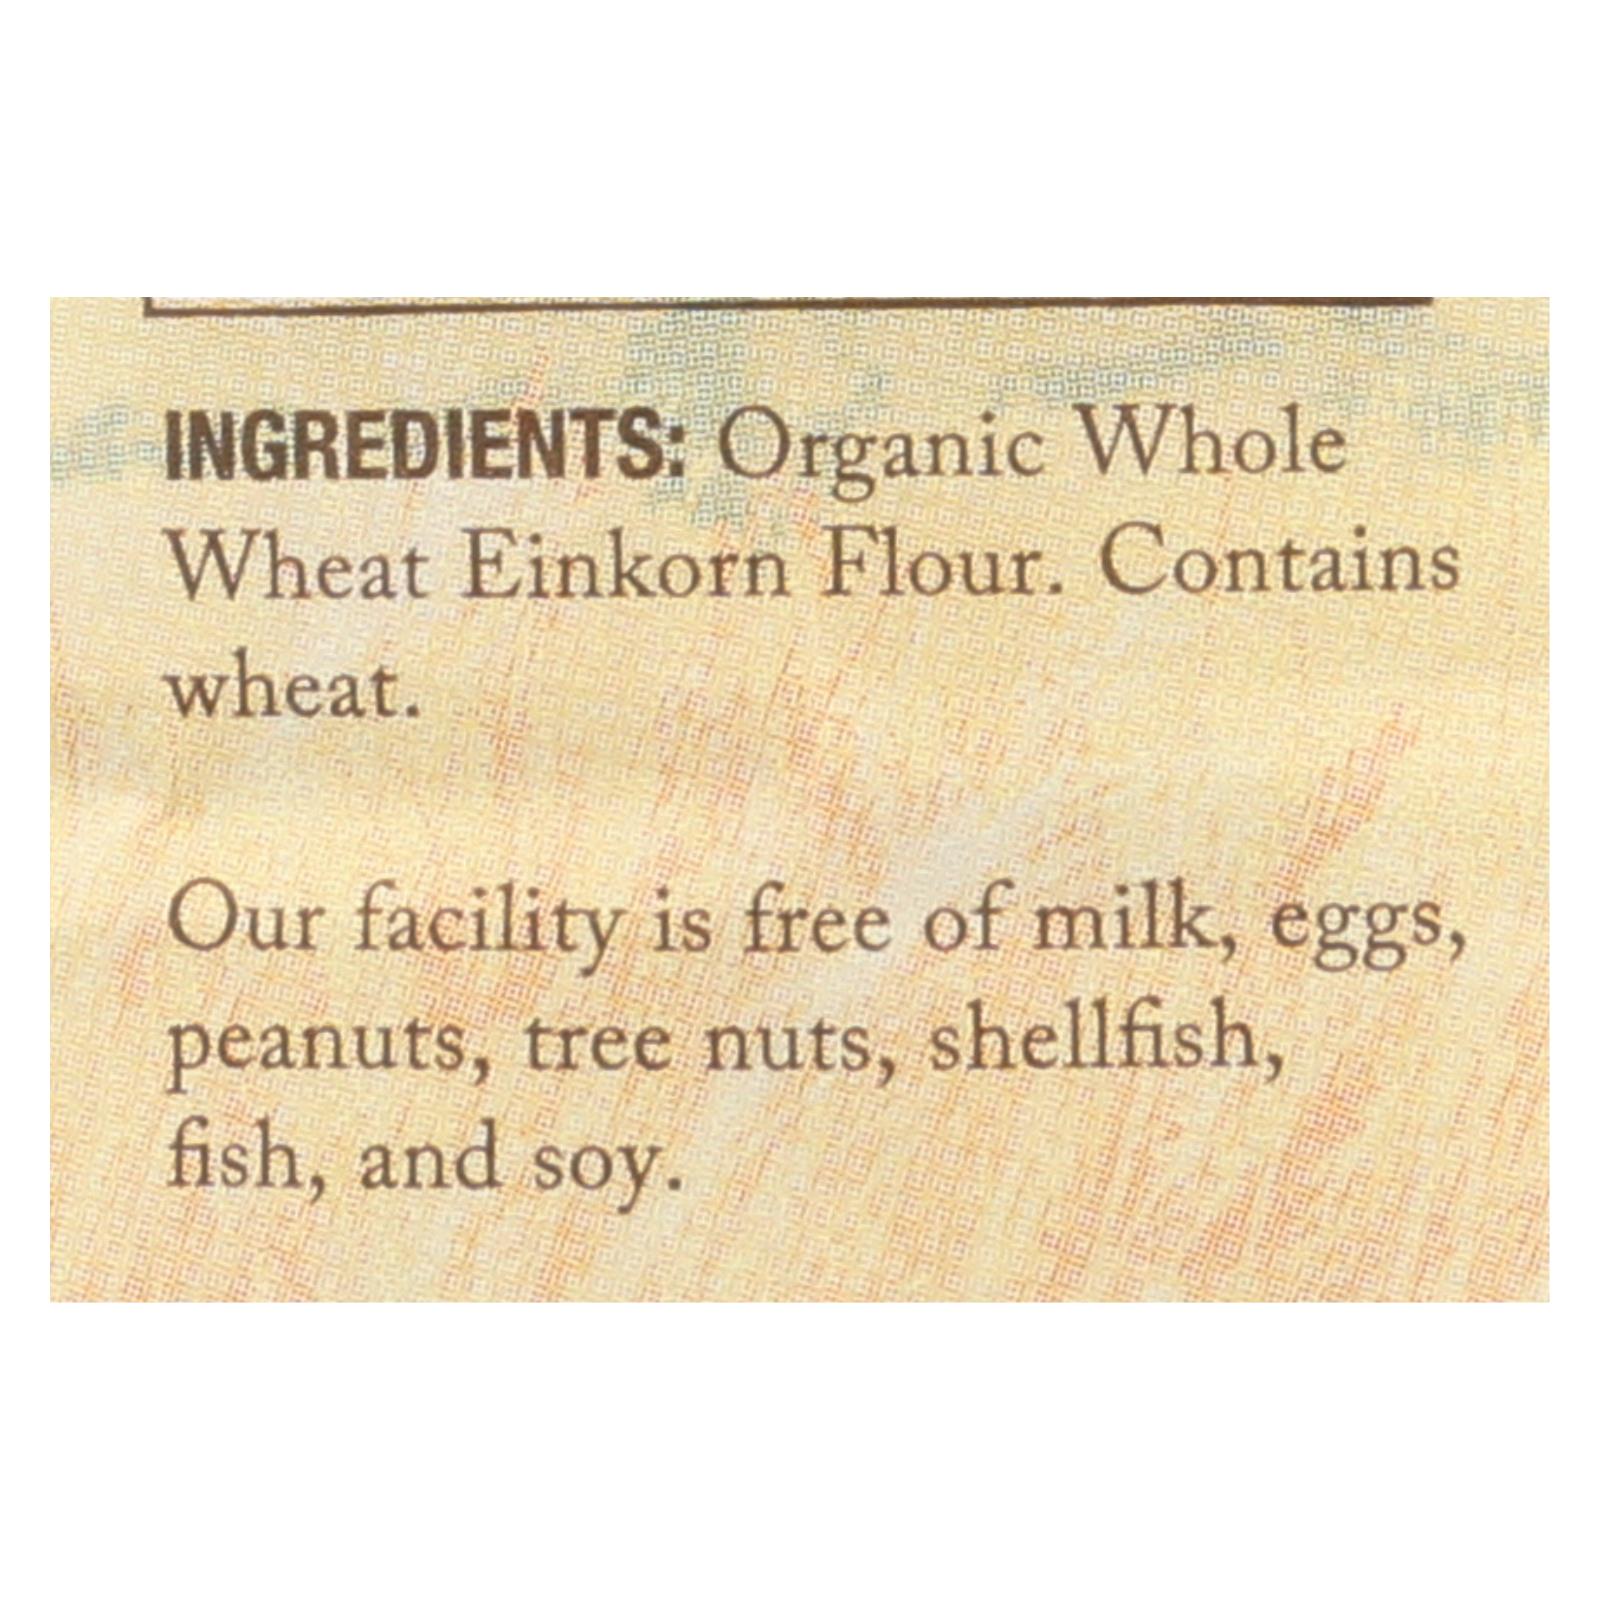 INGREDIENTS: Organic Whole
Wheat Einkorn Flour. Contains
wheat.
Our facility is free of milk, eggs,
peanuts, tree nuts, shellfish,
fish, and soy.